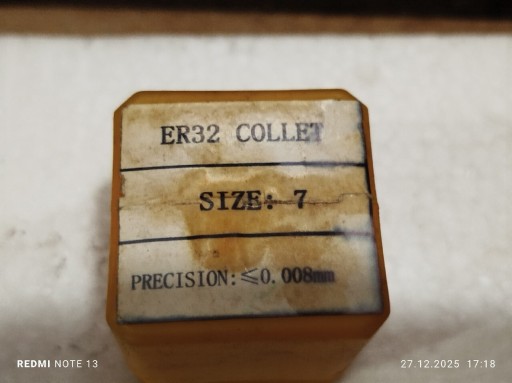 ER32 COLLET
SIZE: 7
PRECISION:≤0.008mm
REDMI NOTE 13
27.12.2025 17:18